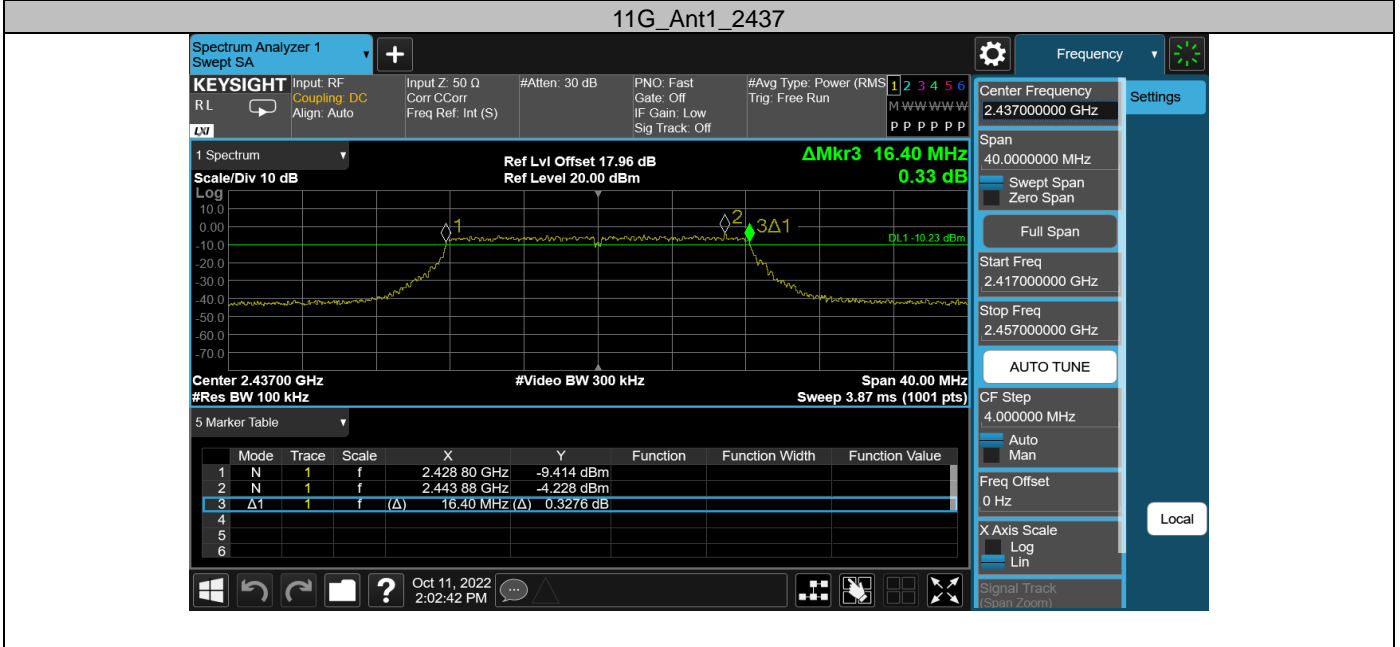 11G_Ant1_2437
Spectrum Analyzer 1
Swept SA
Frequency
KEYSIGHT
RL
LXI
Input: RF
Coupling: DC
Align: Auto
Input Z: 50 Ω
Corr CCorr
Freq Ref: Int (S)
#Atten: 30 dB
PNO: Fast
Gate: Off
IF Gain: Low
Sig Track: Off
#Avg Type: Power (RMS
Trig: Free Run
1 2 3 4 5 6
M W W W W W
P P P P P P
1 Spectrum
Scale/Div 10 dB
Ref Lvl Offset 17.96 dB
Ref Level 20.00 dBm
ΔMkr3 16.40 MHz
0.33 dB
Log
10.0
0.00
-10.0
-20.0
-30.0
-40.0
-50.0
-60.0
-70.0
1
2
3Δ1
DL1 -10.23 dBm
Center 2.43700 GHz
#Res BW 100 kHz
#Video BW 300 kHz
Span 40.00 MHz
Sweep 3.87 ms (1001 pts)
5 Marker Table
Mode Trace Scale X Y Function Function Width Function Value
1 N 1 f 2.428 80 GHz -9.414 dBm
2 N 1 f 2.443 88 GHz -4.228 dBm
3 Δ1 1 f (Δ) 16.40 MHz (Δ) 0.3276 dB
4
5
6
Oct 11, 2022
2:02:42 PM
Center Frequency
2.437000000 GHz
Span
40.0000000 MHz
Swept Span
Zero Span
Full Span
Start Freq
2.417000000 GHz
Stop Freq
2.457000000 GHz
AUTO TUNE
CF Step
4.000000 MHz
Auto
Man
Freq Offset
0 Hz
X Axis Scale
Log
Lin
Signal Track
(Span Zoom)
Settings
Local